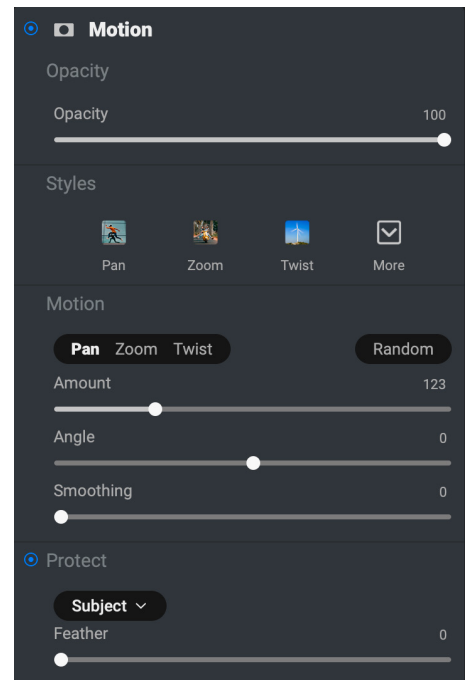 Motion
Opacity
Opacity 100
Styles
Pan Zoom Twist More
Motion
Pan Zoom Twist Random
Amount 123
Angle 0
Smoothing 0
Protect
Subject
Feather 0